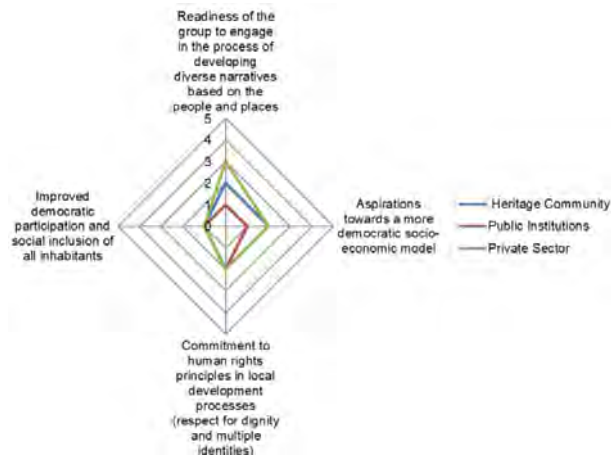 Readiness of the
group to engage
in the process of
developing
diverse narratives
based on the
people and places
5
4
3
2
1
0
Improved
democratic
participation and
social inclusion of
all inhabitants
Aspirations
towards a more
democratic socio-
economic model
Heritage Community
Public Institutions
Private Sector
Commitment to
human rights
principles in local
development
processes
(respect for dignity
and multiple
identities)